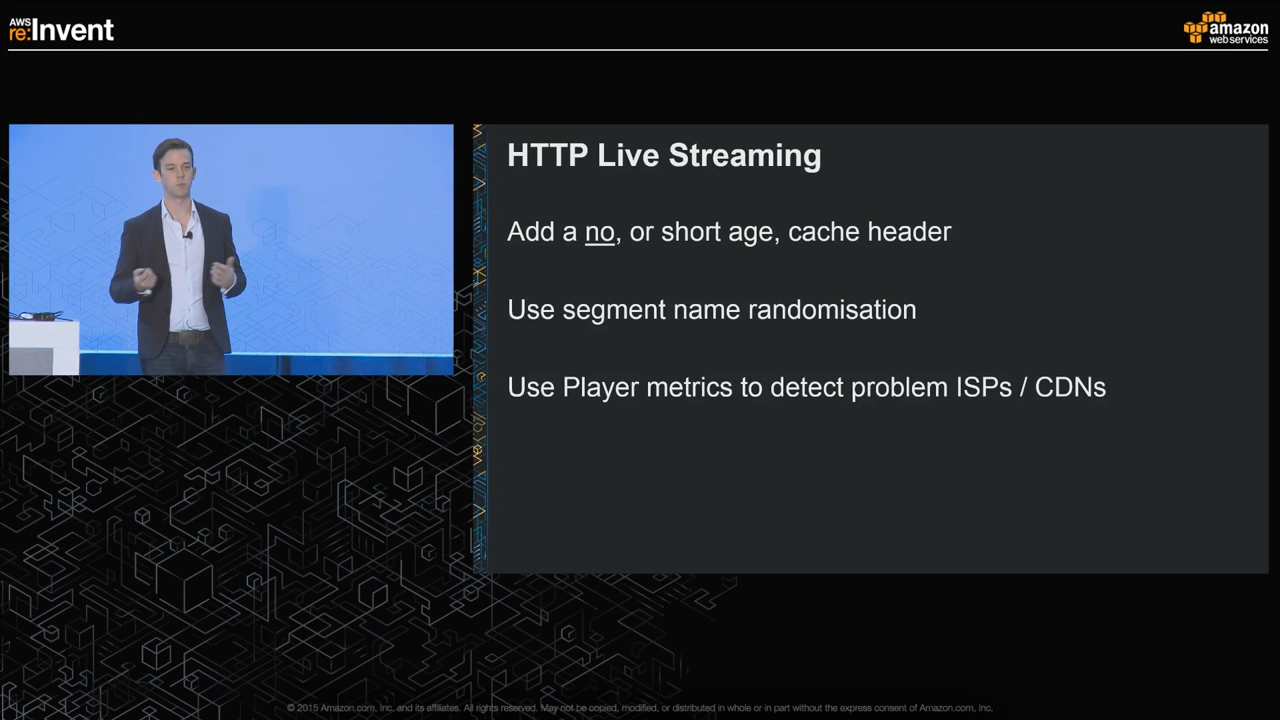 AWS
re:Invent
amazon
web services
HTTP Live Streaming
Add a no, or short age, cache header
Use segment name randomisation
Use Player metrics to detect problem ISPs / CDNs
© 2015 Amazon.com, Inc. and its affiliates. All rights reserved. May not be copied, modified, or distributed in whole or in part without the express consent of Amazon.com, Inc.